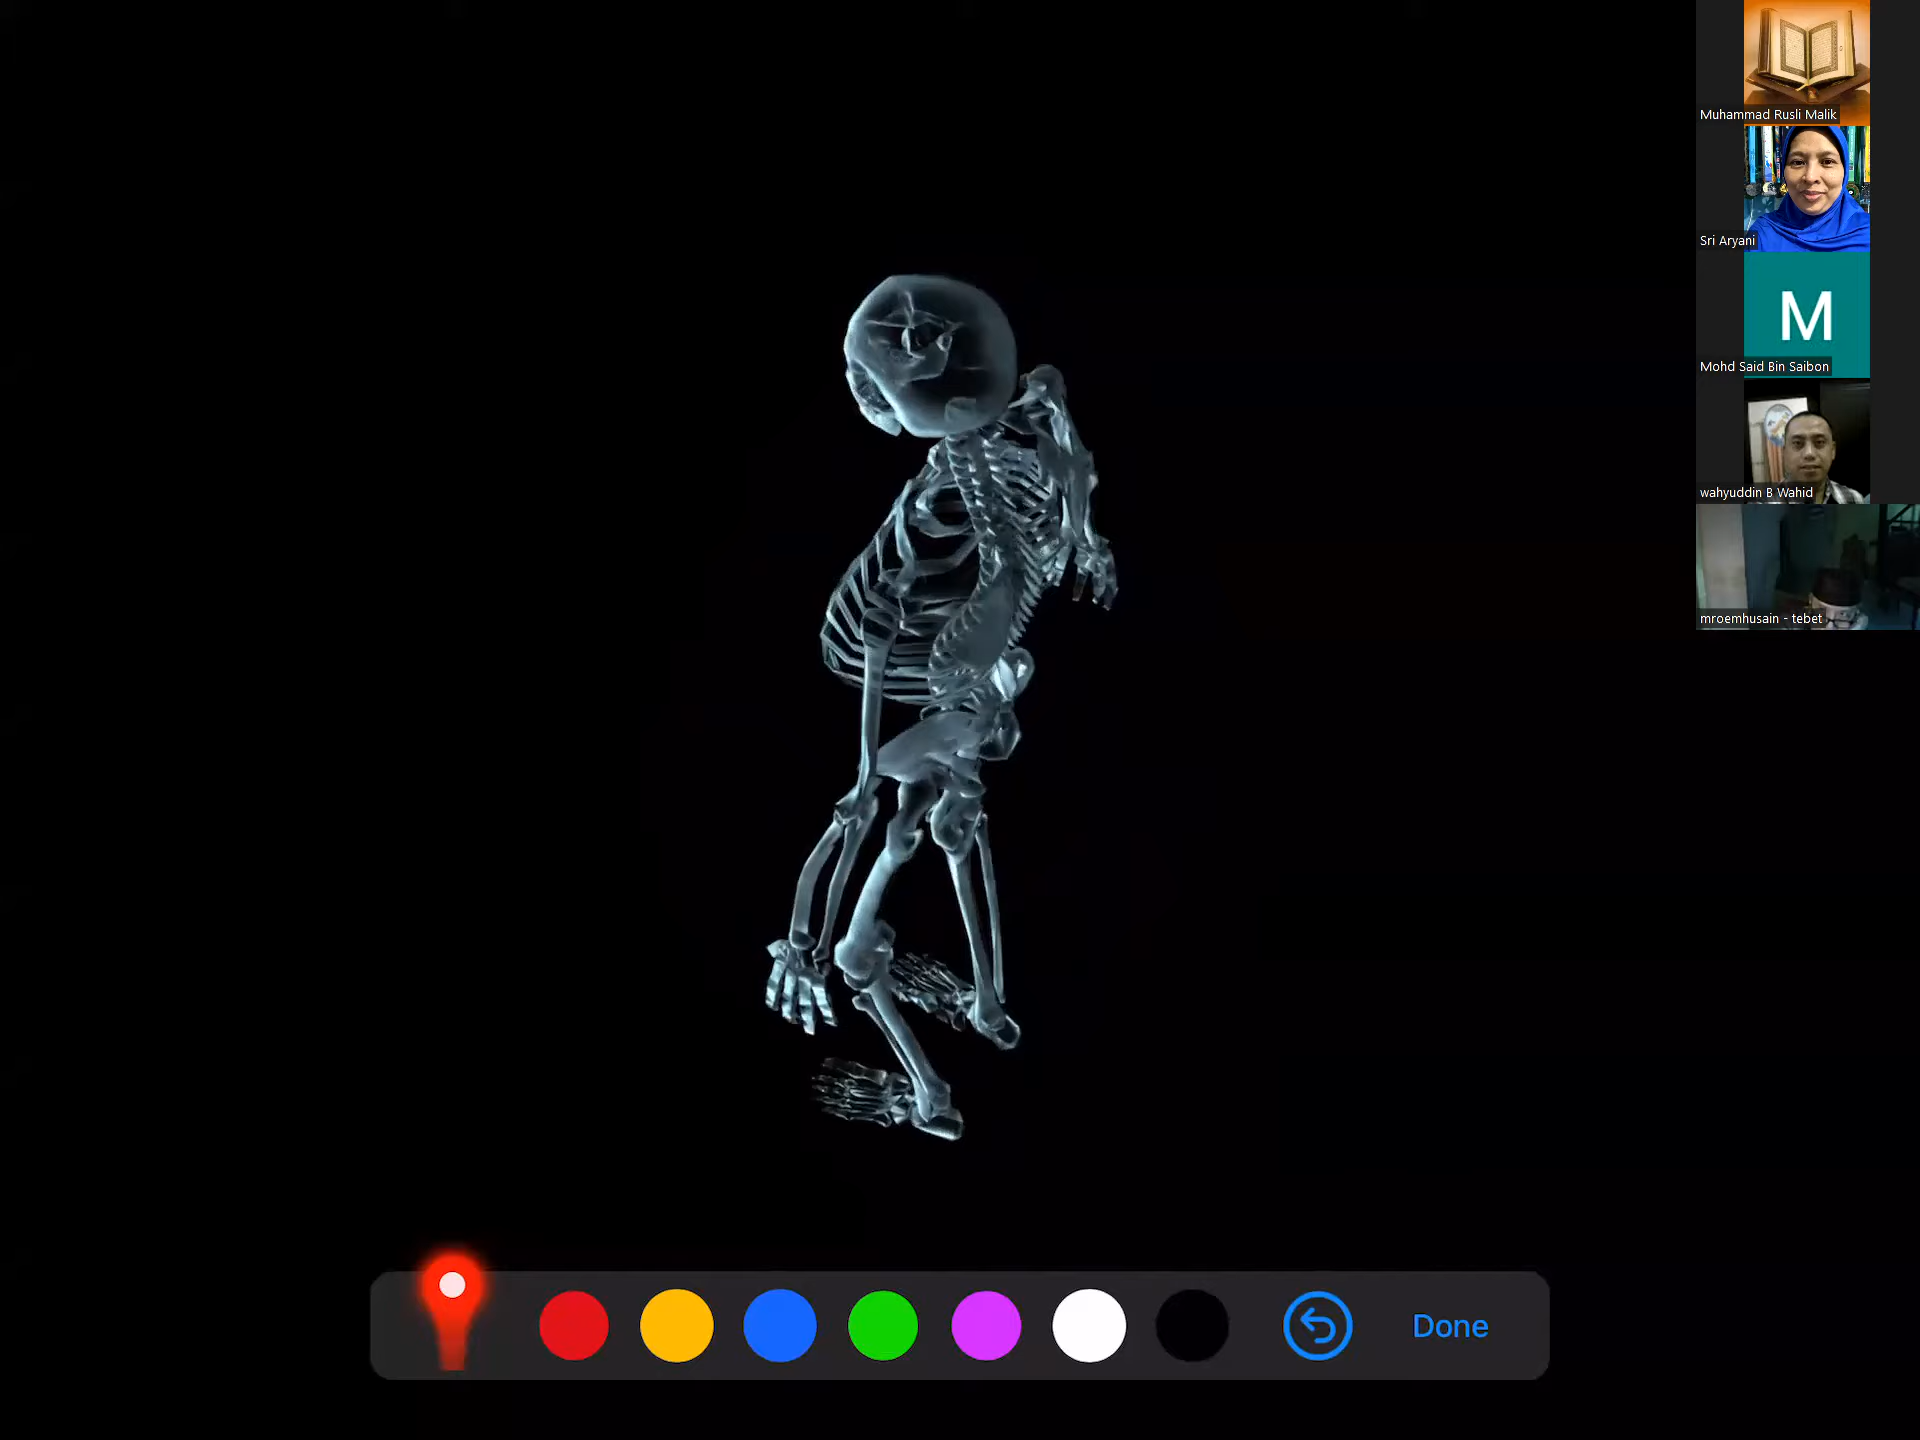 Muhammad Rusli Malik
Sri Aryani
M
Mohd Said Bin Saibon
wahyuddin B Wahid
mroemhusain - tebet
Done